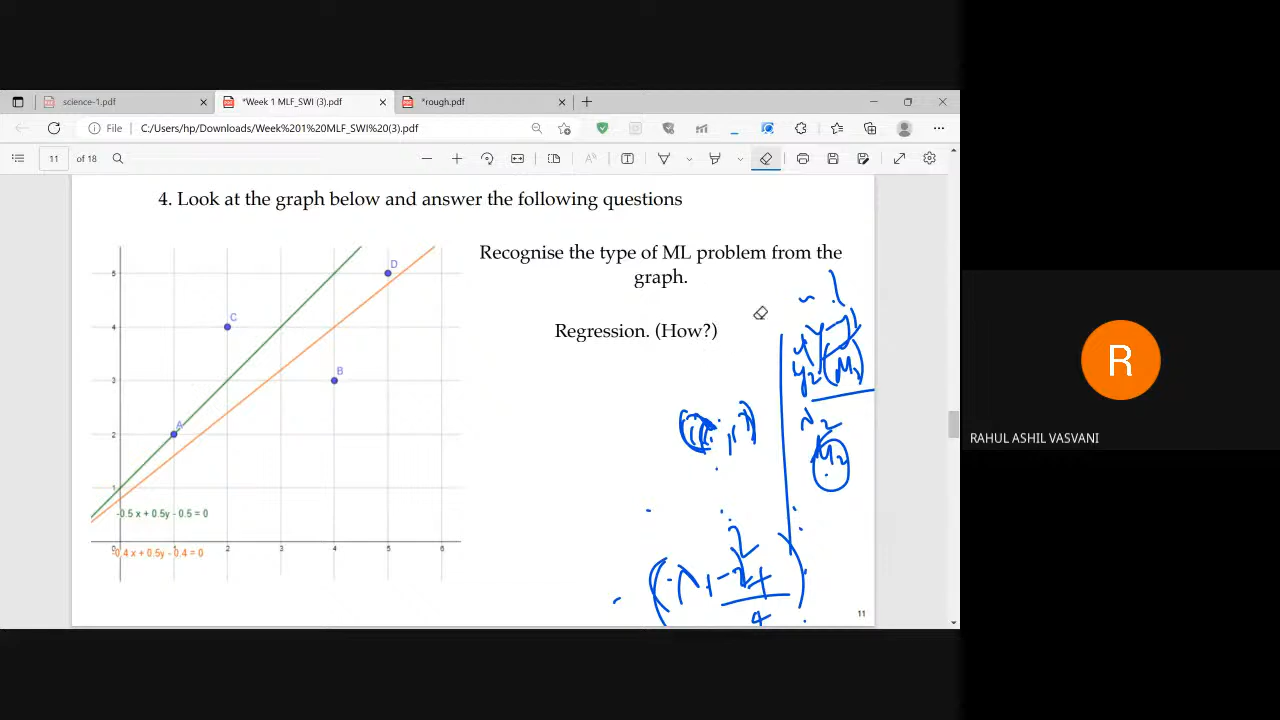 science-1.pdf
*Week 1 MLF_SWI (3).pdf
*rough.pdf
File
C:/Users/hp/Downloads/Week%201%20MLF_SWI%20(3).pdf
11 of 18
4. Look at the graph below and answer the following questions
Recognise the type of ML problem from the
graph.
Regression. (How?)
5
D
4
C
3
B
2
A
1
-0.5 x + 0.5y - 0.5 = 0
-0.4 x + 0.5y - 0.4 = 0
0 1 2 3 4 5 6
11
R
RAHUL ASHIL VASVANI